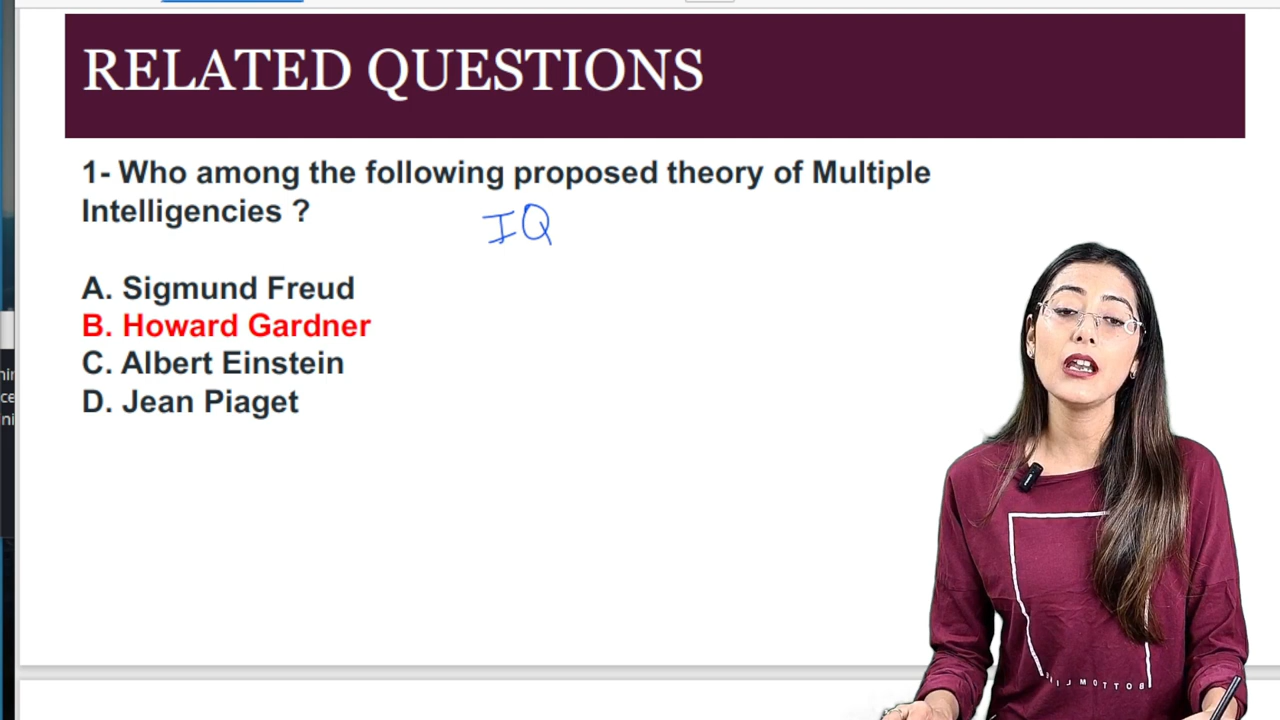 RELATED QUESTIONS
1- Who among the following proposed theory of Multiple
Intelligencies ?
IQ
A. Sigmund Freud
B. Howard Gardner
C. Albert Einstein
D. Jean Piaget